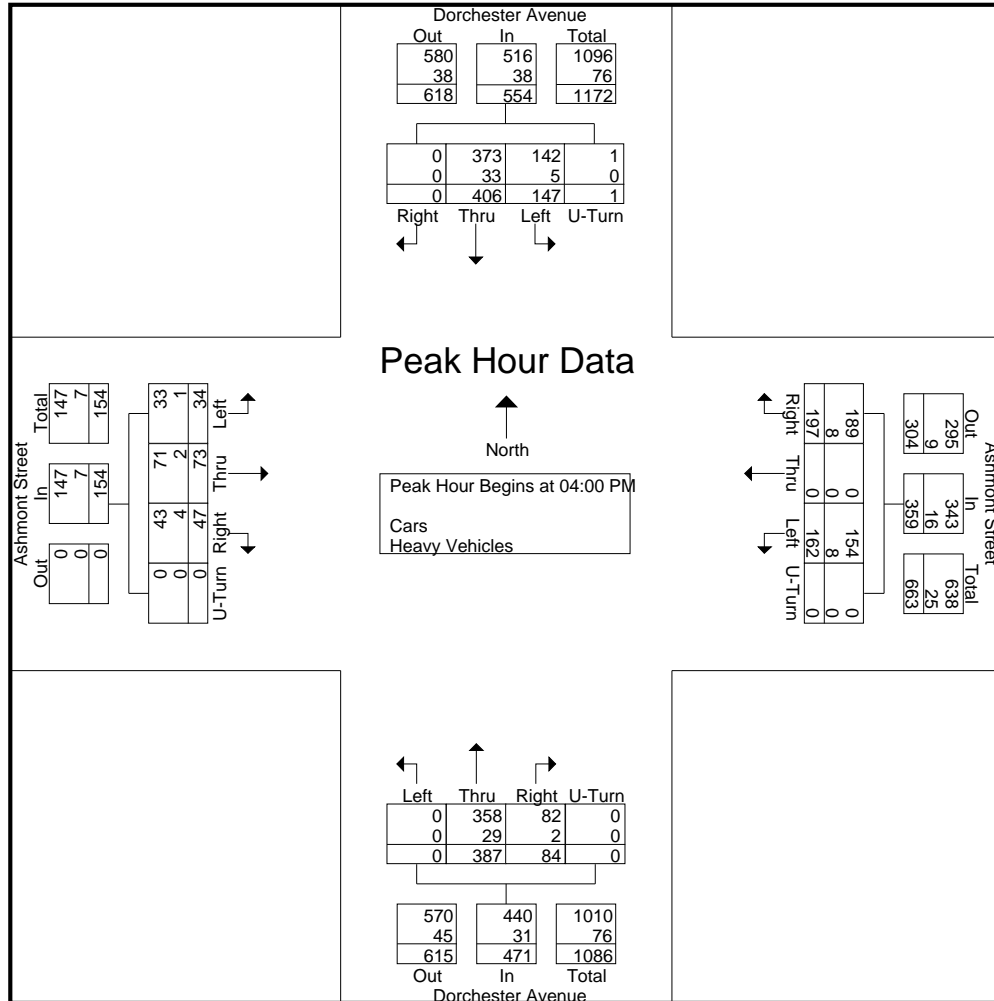 Dorchester Avenue
Out In Total
580 516 1096
38 38 76
618 554 1172
0 373 142 1
0 33 5 0
0 406 147 1
Right Thru Left U-Turn
Peak Hour Data
North
Peak Hour Begins at 04:00 PM
Cars
Heavy Vehicles
Ashmont Street
Out In Total
0 147 147
0 7 7
0 154 154
U-Turn Right Thru Left
0 43 71 33
0 4 2 1
0 47 73 34
Right Thru Left U-Turn
189 0 154 0
8 0 8 0
197 0 162 0
Out In Total
295 343 638
9 16 25
304 359 663
Ashmont Street
Left Thru Right U-Turn
0 358 82 0
0 29 2 0
0 387 84 0
570 440 1010
45 31 76
615 471 1086
Out In Total
Dorchester Avenue